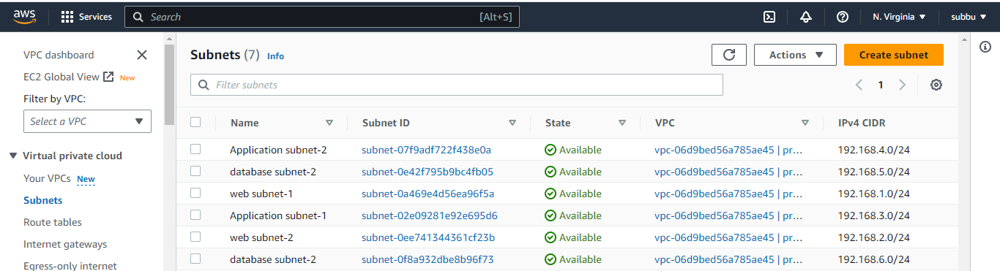 aws Services Search [Alt+S] N. Virginia subbu
VPC dashboard
EC2 Global View New
Filter by VPC:
Select a VPC
Virtual private cloud
Your VPCs New
Subnets
Route tables
Internet gateways
Egress-only internet
Subnets (7) Info Actions Create subnet
Filter subnets 1
Name Subnet ID State VPC IPv4 CIDR
Application subnet-2 subnet-07f9adf722f438e0a Available vpc-06d9bed56a785ae45 | pr... 192.168.4.0/24
database subnet-2 subnet-0e42f795b9bc4fb05 Available vpc-06d9bed56a785ae45 | pr... 192.168.5.0/24
web subnet-1 subnet-0a469e4d56ea96f5a Available vpc-06d9bed56a785ae45 | pr... 192.168.1.0/24
Application subnet-1 subnet-02e09281e92e695d6 Available vpc-06d9bed56a785ae45 | pr... 192.168.3.0/24
web subnet-2 subnet-0ee741344361cf23b Available vpc-06d9bed56a785ae45 | pr... 192.168.2.0/24
database subnet-2 subnet-0f8a932dbe8b96f73 Available vpc-06d9bed56a785ae45 | pr... 192.168.6.0/24